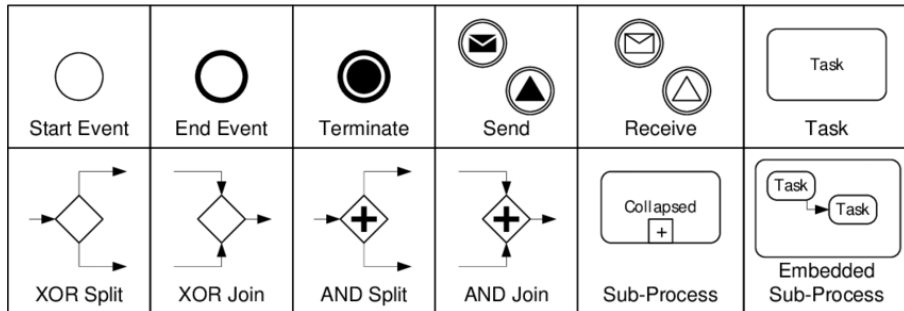 Task
Start Event
End Event
Terminate
Send
Receive
Task
Collapsed
+
Task
Task
XOR Split
XOR Join
AND Split
AND Join
Sub-Process
Embedded
Sub-Process